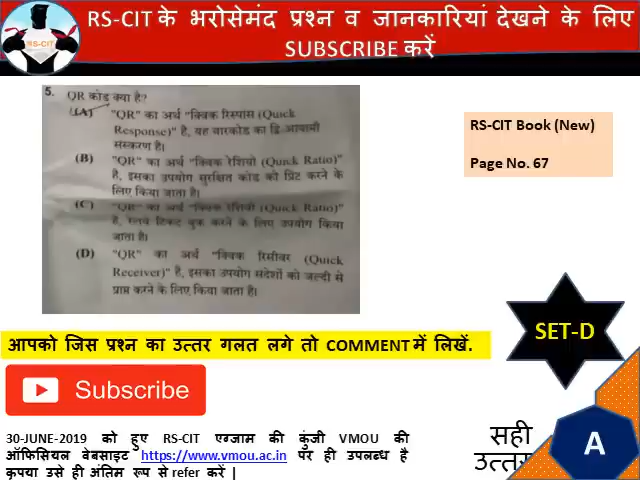 RS-CIT के भरोसेमंद प्रश्न व जानकारियां देखने के लिए
SUBSCRIBE करें
RS-CIT
5. QR कोड क्या है?
(A) "QR" का अर्थ "क्विक रिस्पांस (Quick
Response)" है, यह बारकोड का द्वि-आयामी
संस्करण है।
(B) "QR" का अर्थ "क्विक रेशियो (Quick Ratio)"
है, इसका उपयोग सुरक्षित कोड को प्रिंट करने के
लिए किया जाता है।
(C) "QR" का अर्थ "क्विक रेशियो (Quick Ratio)"
है, रेलवे टिकट बुक करने के लिए उपयोग किया
जाता है।
(D) "QR" का अर्थ "क्विक रिसीवर (Quick
Receiver)" है, इसका उपयोग संदेशों को जल्दी से
प्राप्त करने के लिए किया जाता है।
RS-CIT Book (New)
Page No. 67
SET-D
आपको जिस प्रश्न का उत्तर गलत लगे तो COMMENT में लिखें.
Subscribe
30-JUNE-2019 को हुए RS-CIT एग्जाम की कुंजी VMOU की
ऑफिसियल वेबसाइट https://www.vmou.ac.in पर ही उपलब्ध है
कृपया उसे ही अंतिम रूप से refer करें |
सही
उत्तर
A